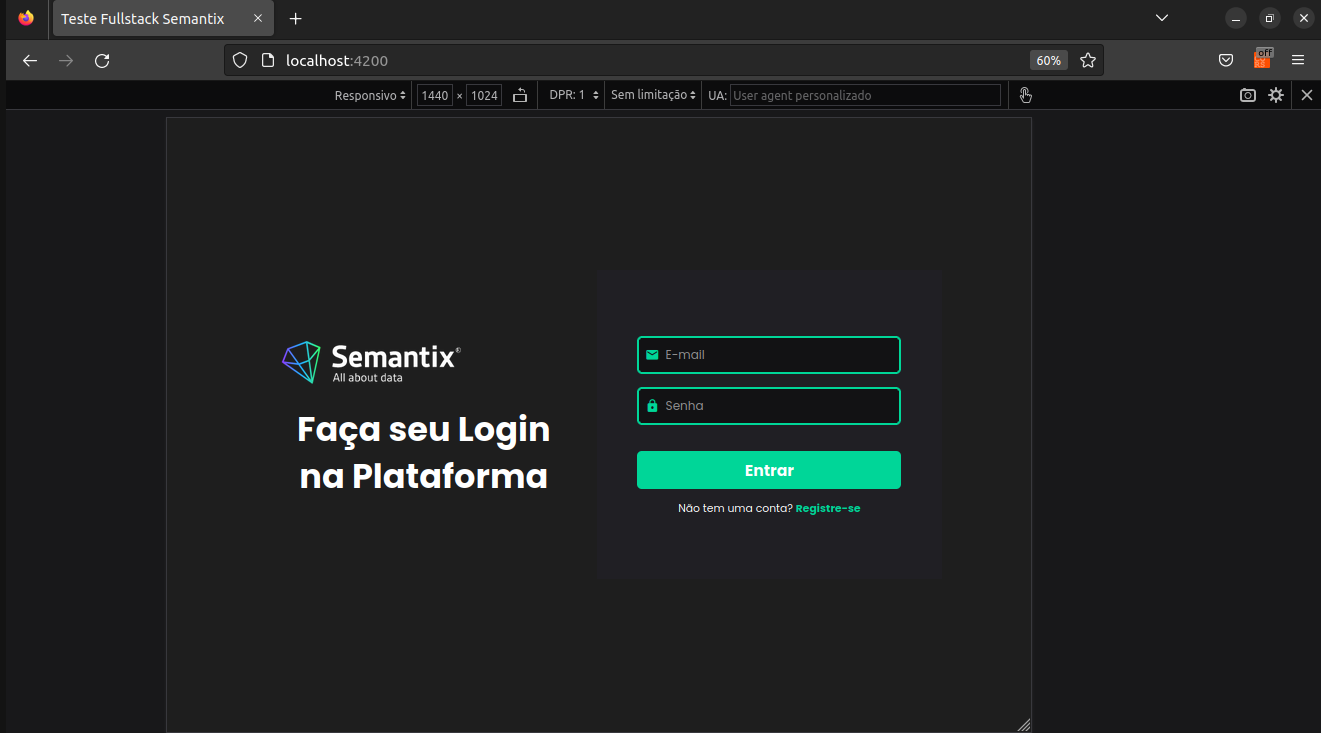 Teste Fullstack Semantix
localhost:4200
60%
off
Responsivo
1440 × 1024
DPR: 1
Sem limitação
UA: User agent personalizado
Semantix®
All about data
Faça seu Login
na Plataforma
E-mail
Senha
Entrar
Não tem uma conta? Registre-se